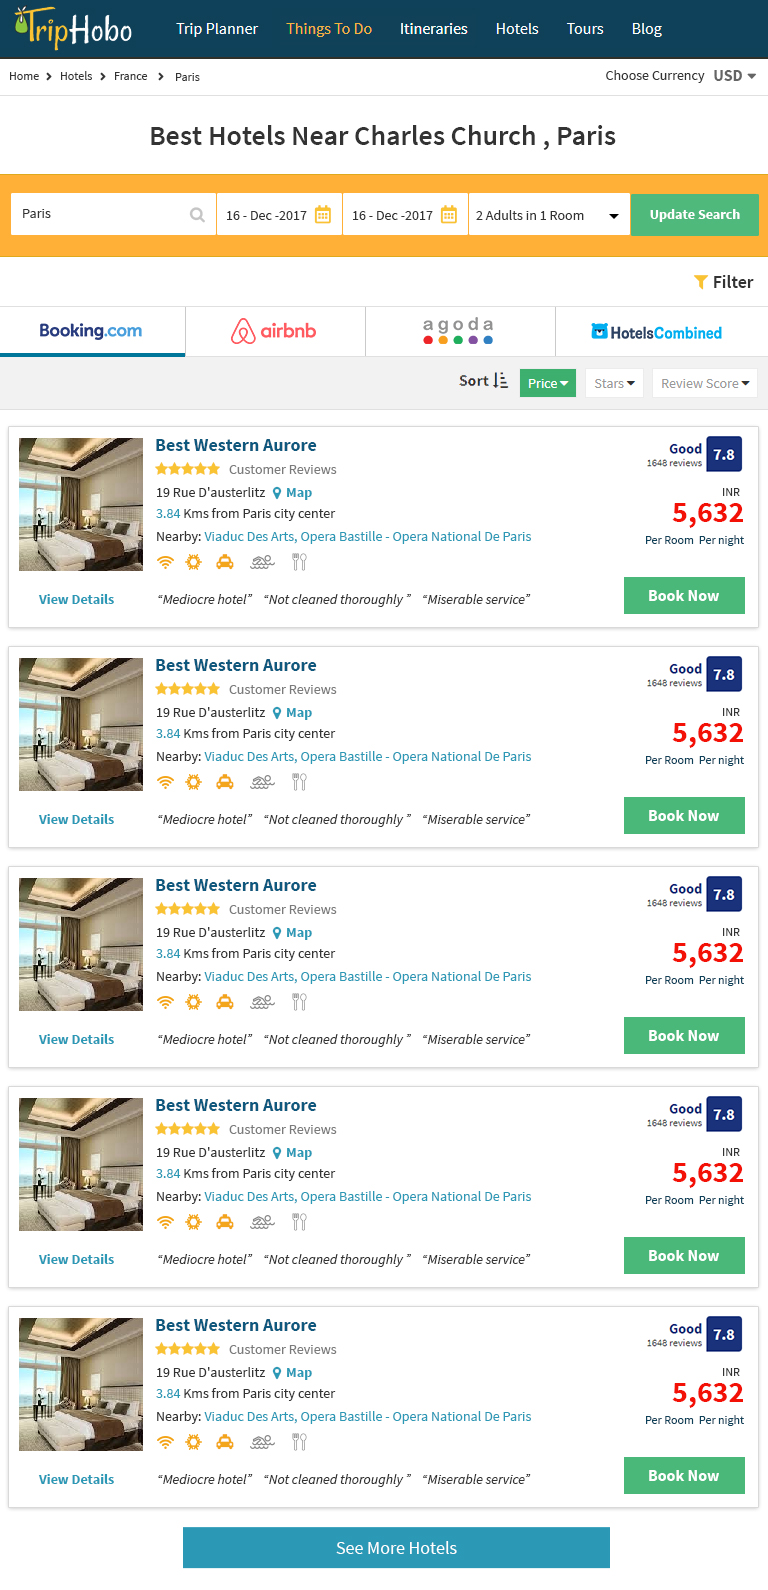 TripHobo Trip Planner Things To Do Itineraries Hotels Tours Blog
Home Hotels France Paris Choose Currency USD
Best Hotels Near Charles Church , Paris
Paris 16 - Dec -2017 16 - Dec -2017 2 Adults in 1 Room Update Search
Filter
Booking.com airbnb agoda HotelsCombined
Sort Price Stars Review Score
Best Western Aurore Good 7.8
Customer Reviews 1648 reviews
19 Rue D'austerlitz Map INR
3.84 Kms from Paris city center 5,632
Nearby: Viaduc Des Arts, Opera Bastille - Opera National De Paris Per Room Per night
View Details “Mediocre hotel” “Not cleaned thoroughly ” “Miserable service” Book Now
Best Western Aurore Good 7.8
Customer Reviews 1648 reviews
19 Rue D'austerlitz Map INR
3.84 Kms from Paris city center 5,632
Nearby: Viaduc Des Arts, Opera Bastille - Opera National De Paris Per Room Per night
View Details “Mediocre hotel” “Not cleaned thoroughly ” “Miserable service” Book Now
Best Western Aurore Good 7.8
Customer Reviews 1648 reviews
19 Rue D'austerlitz Map INR
3.84 Kms from Paris city center 5,632
Nearby: Viaduc Des Arts, Opera Bastille - Opera National De Paris Per Room Per night
View Details “Mediocre hotel” “Not cleaned thoroughly ” “Miserable service” Book Now
Best Western Aurore Good 7.8
Customer Reviews 1648 reviews
19 Rue D'austerlitz Map INR
3.84 Kms from Paris city center 5,632
Nearby: Viaduc Des Arts, Opera Bastille - Opera National De Paris Per Room Per night
View Details “Mediocre hotel” “Not cleaned thoroughly ” “Miserable service” Book Now
Best Western Aurore Good 7.8
Customer Reviews 1648 reviews
19 Rue D'austerlitz Map INR
3.84 Kms from Paris city center 5,632
Nearby: Viaduc Des Arts, Opera Bastille - Opera National De Paris Per Room Per night
View Details “Mediocre hotel” “Not cleaned thoroughly ” “Miserable service” Book Now
See More Hotels